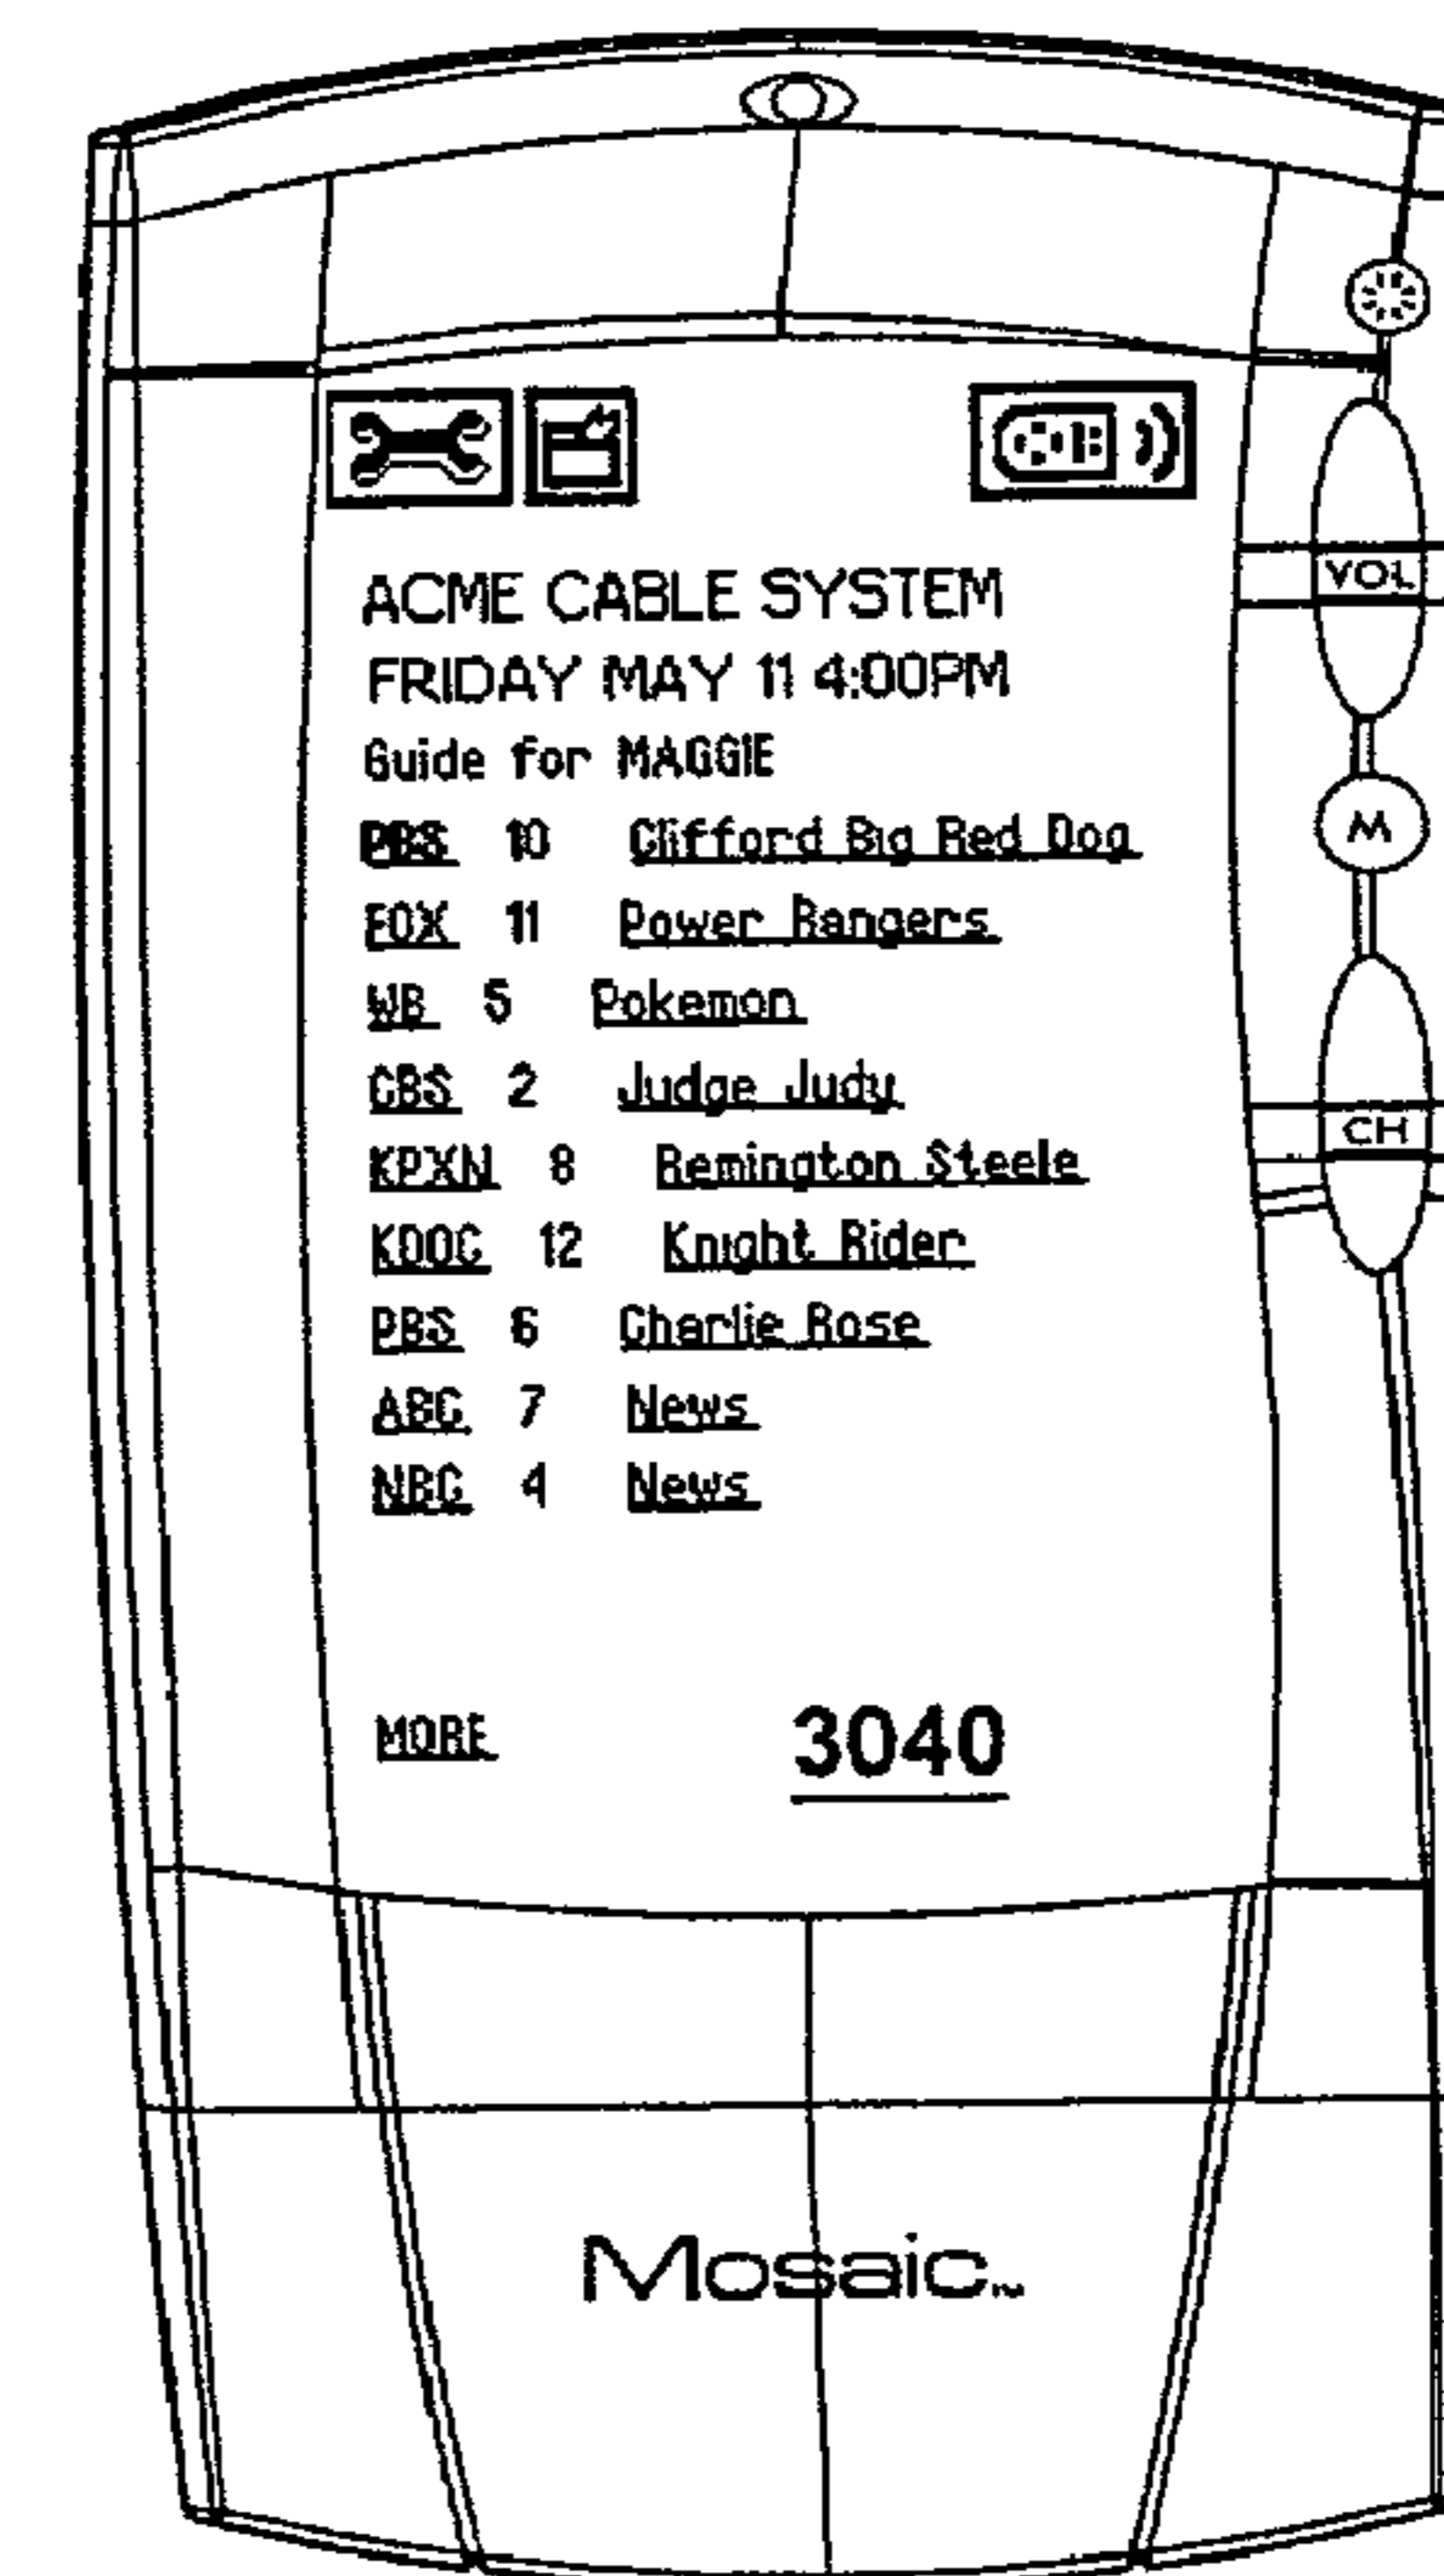 ACME CABLE SYSTEM
FRIDAY MAY 11 4:00PM
VOL
Guide for MAGGIE
PBS 10 Clifford Big Red Dog
M
FOX 11 Power Rangers
WB 5 Pokemon
CBS 2 Judge Judy
CH
KPXN 8 Remington Steele
KDOC 12 Knight Rider
PBS 6 Charlie Rose
ABC 7 News
NBC 4 News
MORE 3040
Mosaic™